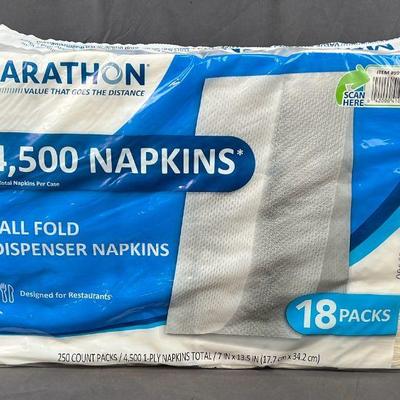 ARATHON®
VALUE THAT GOES THE DISTANCE
SCAN
HERE
4,500 NAPKINS*
Total Napkins Per Case
ALL FOLD
DISPENSER NAPKINS
Designed for Restaurants
18 PACKS
250 COUNT PACKS / 4,500 1-PLY NAPKINS TOTAL / 7 IN X 13.5 IN (17.7 cm x 34.2 cm)